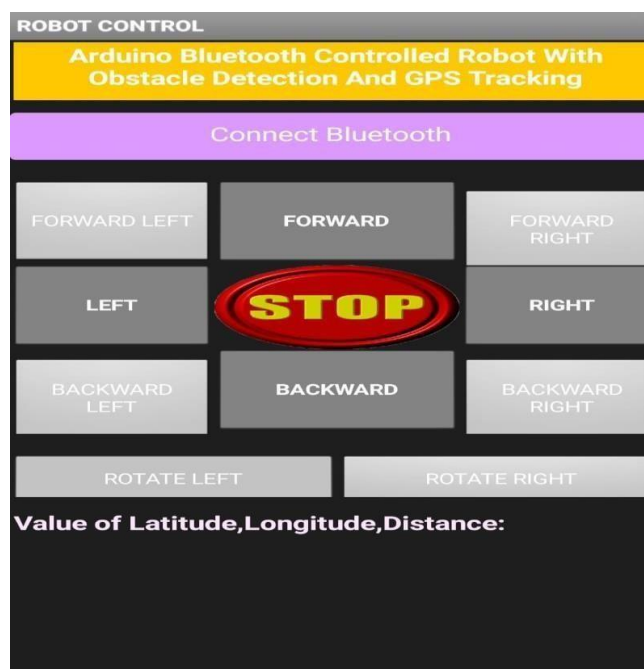 ROBOT CONTROL
Arduino Bluetooth Controlled Robot With
Obstacle Detection And GPS Tracking
Connect Bluetooth
FORWARD LEFT
FORWARD
FORWARD
RIGHT
LEFT
STOP
RIGHT
BACKWARD
LEFT
BACKWARD
BACKWARD
RIGHT
ROTATE LEFT
ROTATE RIGHT
Value of Latitude,Longitude,Distance: